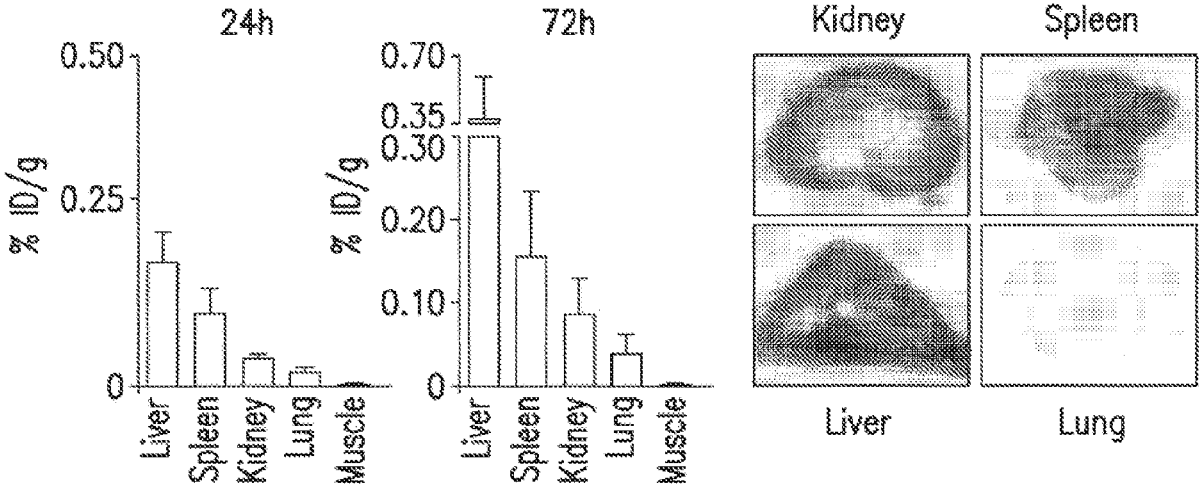 24h
% ID/g
0.50
0.25
0
Liver
Spleen
Kidney
Lung
Muscle
72h
% ID/g
0.70
0.35
0.30
0.20
0.10
0
Liver
Spleen
Kidney
Lung
Muscle
Kidney
Spleen
Liver
Lung